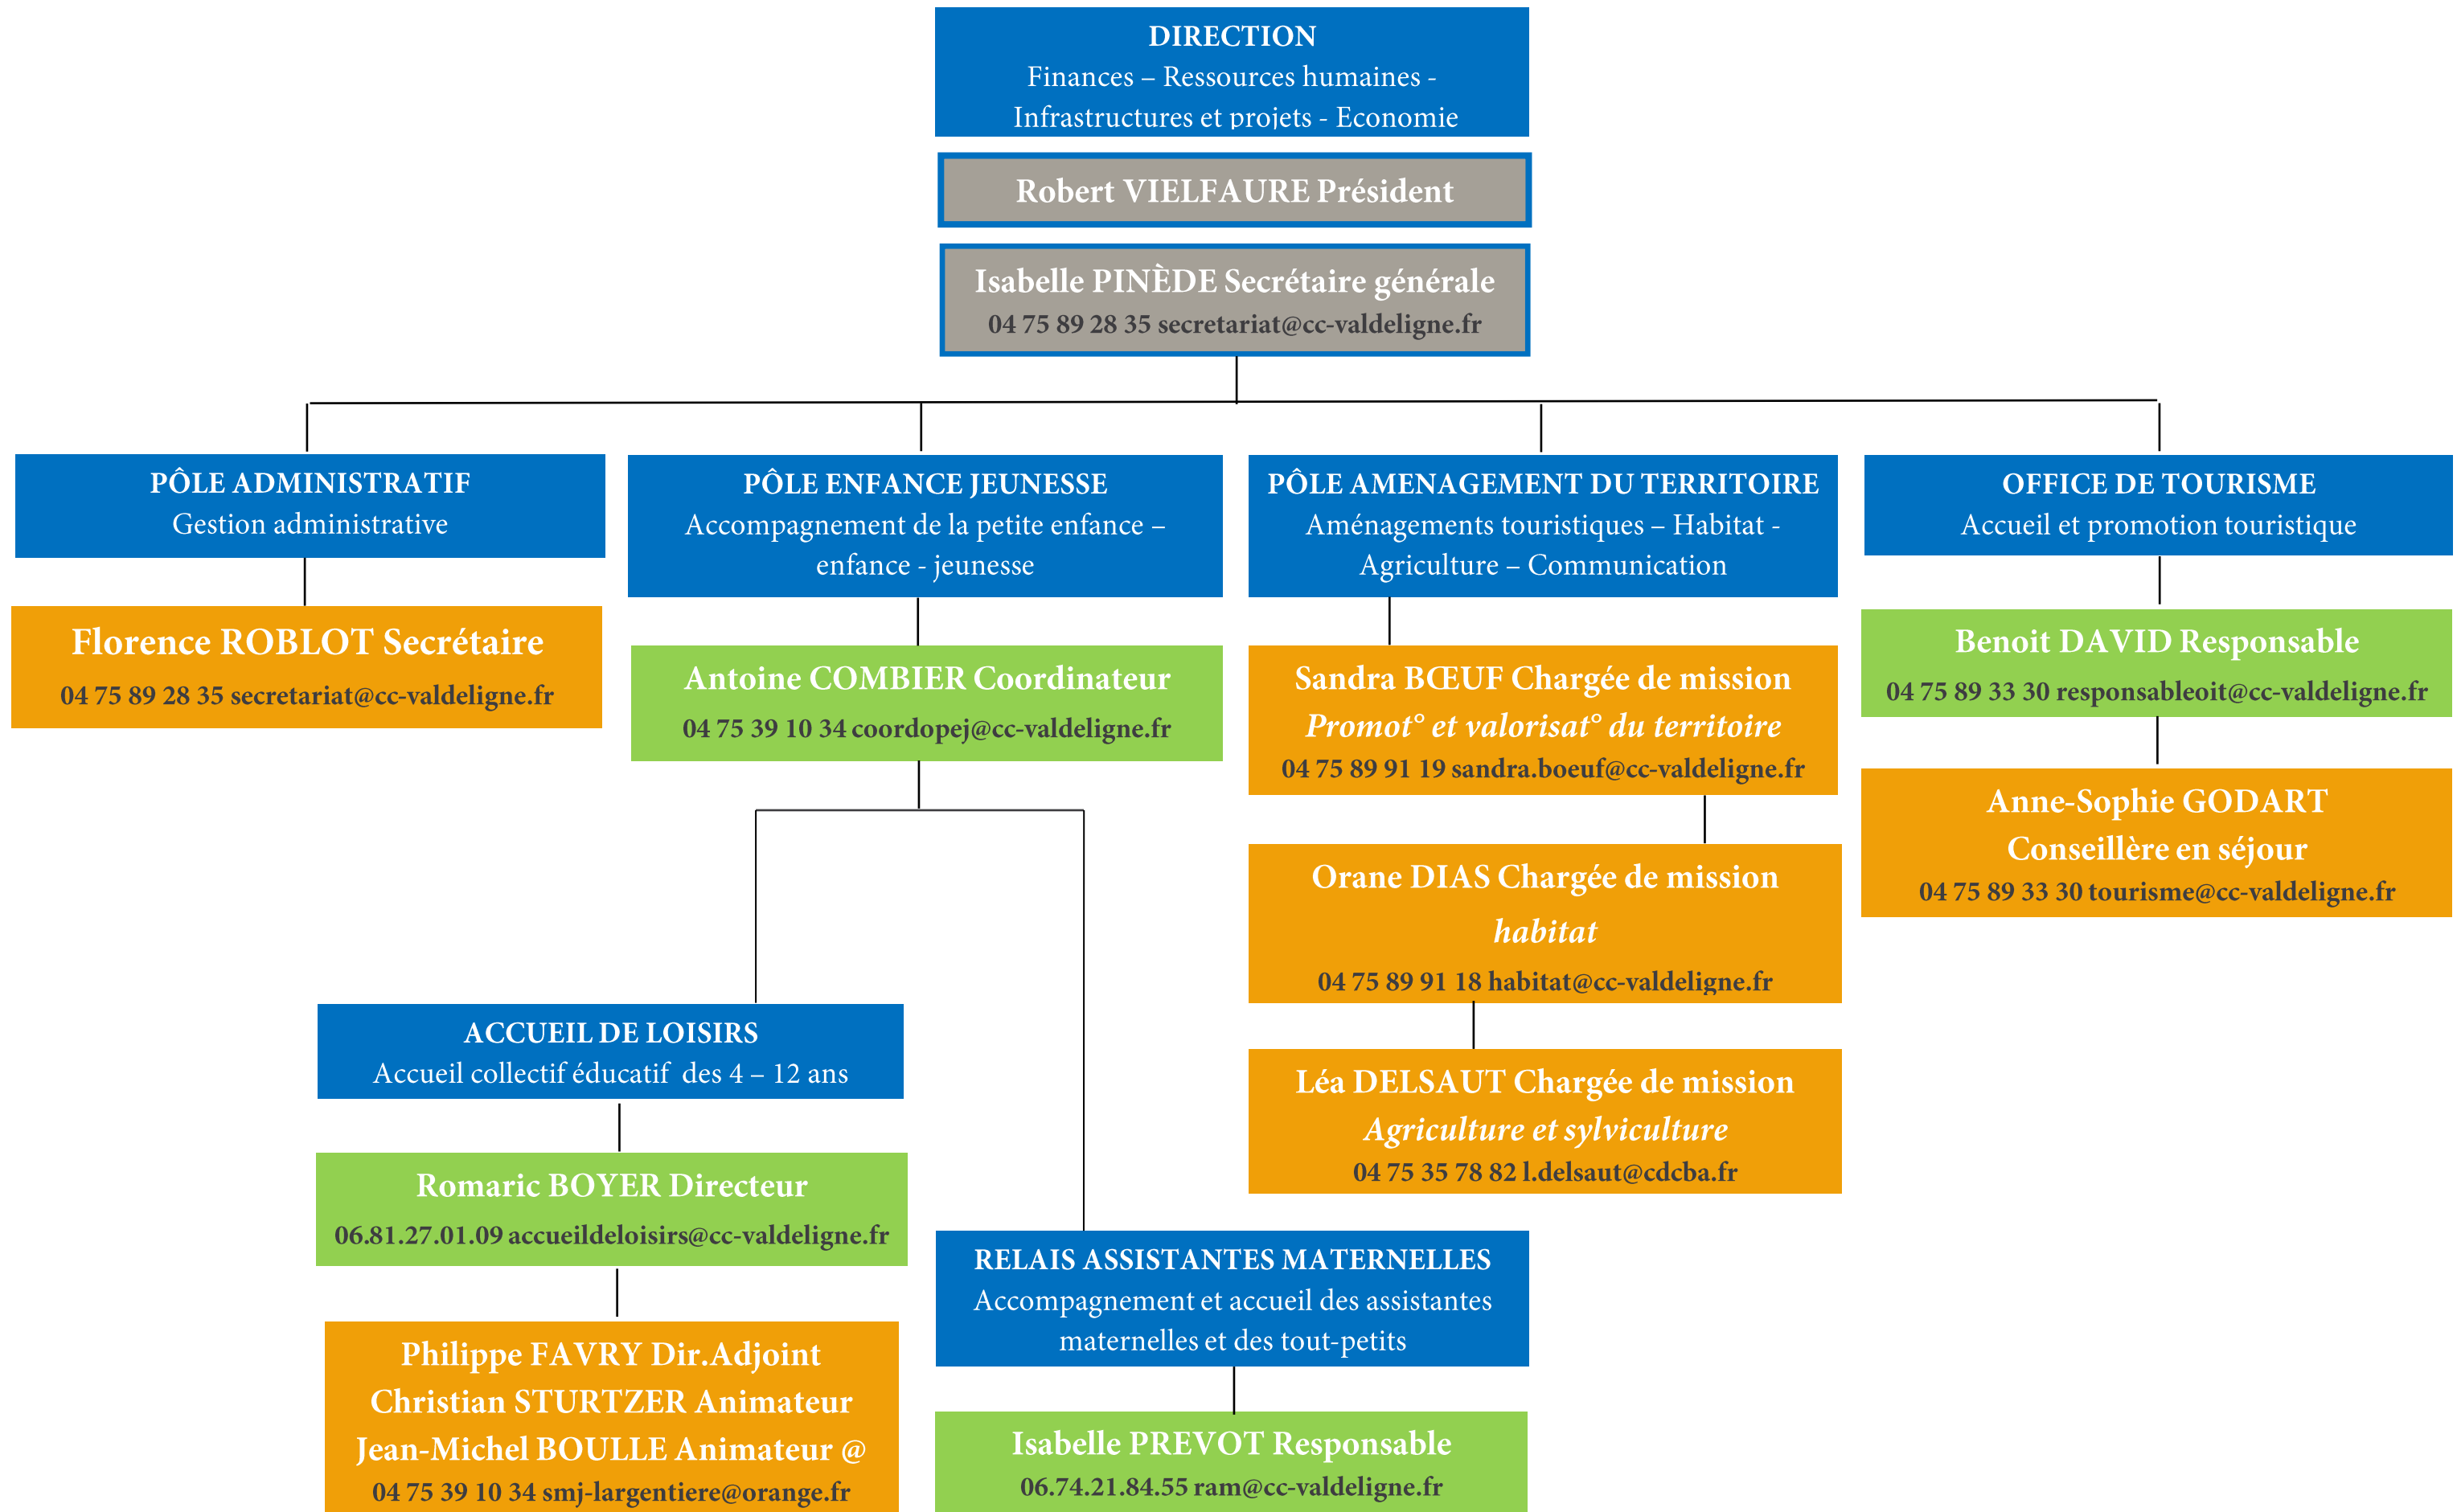 DIRECTION
Finances – Ressources humaines -
Infrastructures et projets - Economie
Robert VIELFAURE Président
Isabelle PINÈDE Secrétaire générale
04 75 89 28 35 secretariat@cc-valdeligne.fr
PÔLE ADMINISTRATIF
Gestion administrative
Florence ROBLOT Secrétaire
04 75 89 28 35 secretariat@cc-valdeligne.fr
PÔLE ENFANCE JEUNESSE
Accompagnement de la petite enfance –
enfance - jeunesse
Antoine COMBIER Coordinateur
04 75 39 10 34 coordopej@cc-valdeligne.fr
ACCUEIL DE LOISIRS
Accueil collectif éducatif des 4 – 12 ans
Romaric BOYER Directeur
06.81.27.01.09 accueildeloisirs@cc-valdeligne.fr
Philippe FAVRY Dir.Adjoint
Christian STURTZER Animateur
Jean-Michel BOULLE Animateur @
04 75 39 10 34 smj-largentiere@orange.fr
RELAIS ASSISTANTES MATERNELLES
Accompagnement et accueil des assistantes
maternelles et des tout-petits
Isabelle PREVOT Responsable
06.74.21.84.55 ram@cc-valdeligne.fr
PÔLE AMENAGEMENT DU TERRITOIRE
Aménagements touristiques – Habitat -
Agriculture – Communication
Sandra BŒUF Chargée de mission
Promot° et valorisat° du territoire
04 75 89 91 19 sandra.boeuf@cc-valdeligne.fr
Orane DIAS Chargée de mission
habitat
04 75 89 91 18 habitat@cc-valdeligne.fr
Léa DELSAUT Chargée de mission
Agriculture et sylviculture
04 75 35 78 82 l.delsaut@cdcba.fr
OFFICE DE TOURISME
Accueil et promotion touristique
Benoit DAVID Responsable
04 75 89 33 30 responsableoit@cc-valdeligne.fr
Anne-Sophie GODART
Conseillère en séjour
04 75 89 33 30 tourisme@cc-valdeligne.fr